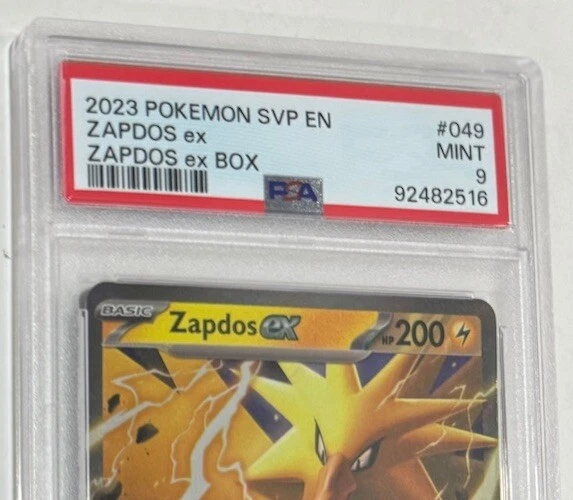 2023 POKEMON SVP EN #049
ZAPDOS ex MINT
ZAPDOS ex BOX 9
PSA 92482516
BASIC Zapdos ex HP 200